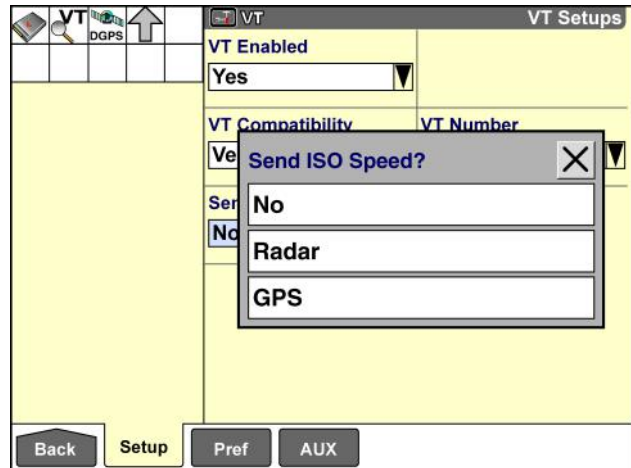 VT
DGPS
VT
VT Setups
VT Enabled
Yes
VT Compatibility
VT Number
Ve
Send ISO Speed?
Ser
No
No
Radar
GPS
Back
Setup
Pref
AUX